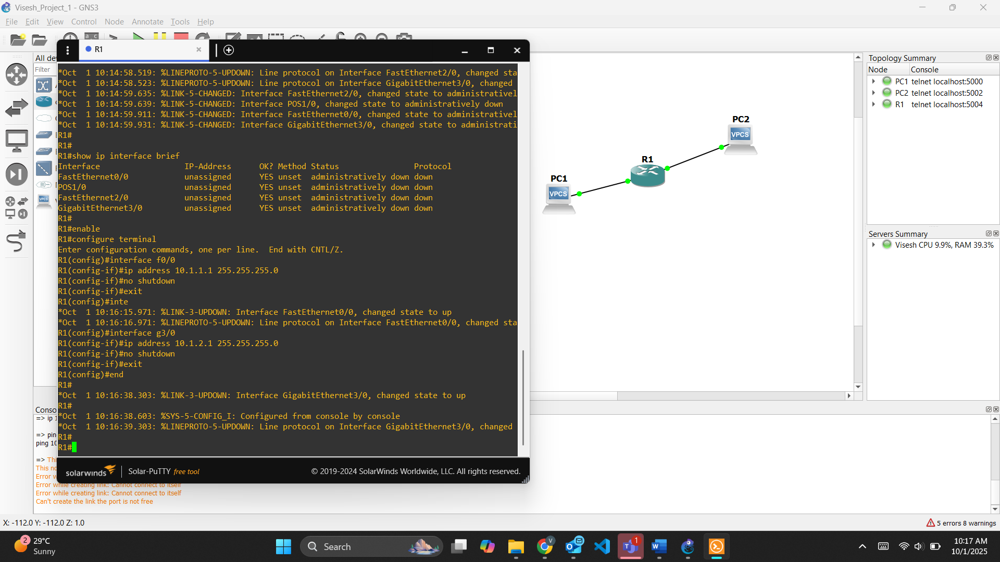 Visesh_Project_1 - GNS3
File Edit View Control Node Annotate Tools Help
R1
All de
Filter
*Oct  1 10:14:58.519: %LINEPROTO-5-UPDOWN: Line protocol on Interface FastEthernet2/0, changed sta
*Oct  1 10:14:58.523: %LINEPROTO-5-UPDOWN: Line protocol on Interface GigabitEthernet3/0, changed
*Oct  1 10:14:59.635: %LINK-5-CHANGED: Interface FastEthernet2/0, changed state to administrativel
*Oct  1 10:14:59.639: %LINK-5-CHANGED: Interface POS1/0, changed state to administratively down
*Oct  1 10:14:59.911: %LINK-5-CHANGED: Interface FastEthernet0/0, changed state to administrativel
*Oct  1 10:14:59.931: %LINK-5-CHANGED: Interface GigabitEthernet3/0, changed state to administrati
R1#
R1#
R1#show ip interface brief
Interface IP-Address OK? Method Status Protocol
FastEthernet0/0 unassigned YES unset administratively down down
POS1/0 unassigned YES unset administratively down down
FastEthernet2/0 unassigned YES unset administratively down down
GigabitEthernet3/0 unassigned YES unset administratively down down
R1#
R1#enable
R1#configure terminal
Enter configuration commands, one per line.  End with CNTL/Z.
R1(config)#interface f0/0
R1(config-if)#ip address 10.1.1.1 255.255.255.0
R1(config-if)#no shutdown
R1(config-if)#exit
R1(config)#inte
*Oct  1 10:16:15.971: %LINK-3-UPDOWN: Interface FastEthernet0/0, changed state to up
*Oct  1 10:16:16.971: %LINEPROTO-5-UPDOWN: Line protocol on Interface FastEthernet0/0, changed sta
R1(config)#interface g3/0
R1(config-if)#ip address 10.1.2.1 255.255.255.0
R1(config-if)#no shutdown
R1(config-if)#exit
R1(config)#end
R1#
*Oct  1 10:16:38.303: %LINK-3-UPDOWN: Interface GigabitEthernet3/0, changed state to up
R1#
*Oct  1 10:16:38.603: %SYS-5-CONFIG_I: Configured from console by console
*Oct  1 10:16:39.303: %LINEPROTO-5-UPDOWN: Line protocol on Interface GigabitEthernet3/0, changed
R1#
R1#
solarwinds Solar-PuTTY free tool © 2019-2024 SolarWinds Worldwide, LLC. All rights reserved.
PC2
VPCS
R1
PC1
VPCS
Topology Summary
Node Console
PC1 telnet localhost:5000
PC2 telnet localhost:5002
R1 telnet localhost:5004
Servers Summary
Visesh CPU 9.9%, RAM 39.3%
Conso
=> ip 1
=> pin
ping 10
=> Thi
This no
Error w
Error while creating link: Cannot connect to itself
Error while creating link: Cannot connect to itself
Can't create the link the port is not free
X: -112.0 Y: -112.0 Z: 1.0
5 errors 8 warnings
2
29°C
Sunny
Search
V
1
10:17 AM
10/1/2025